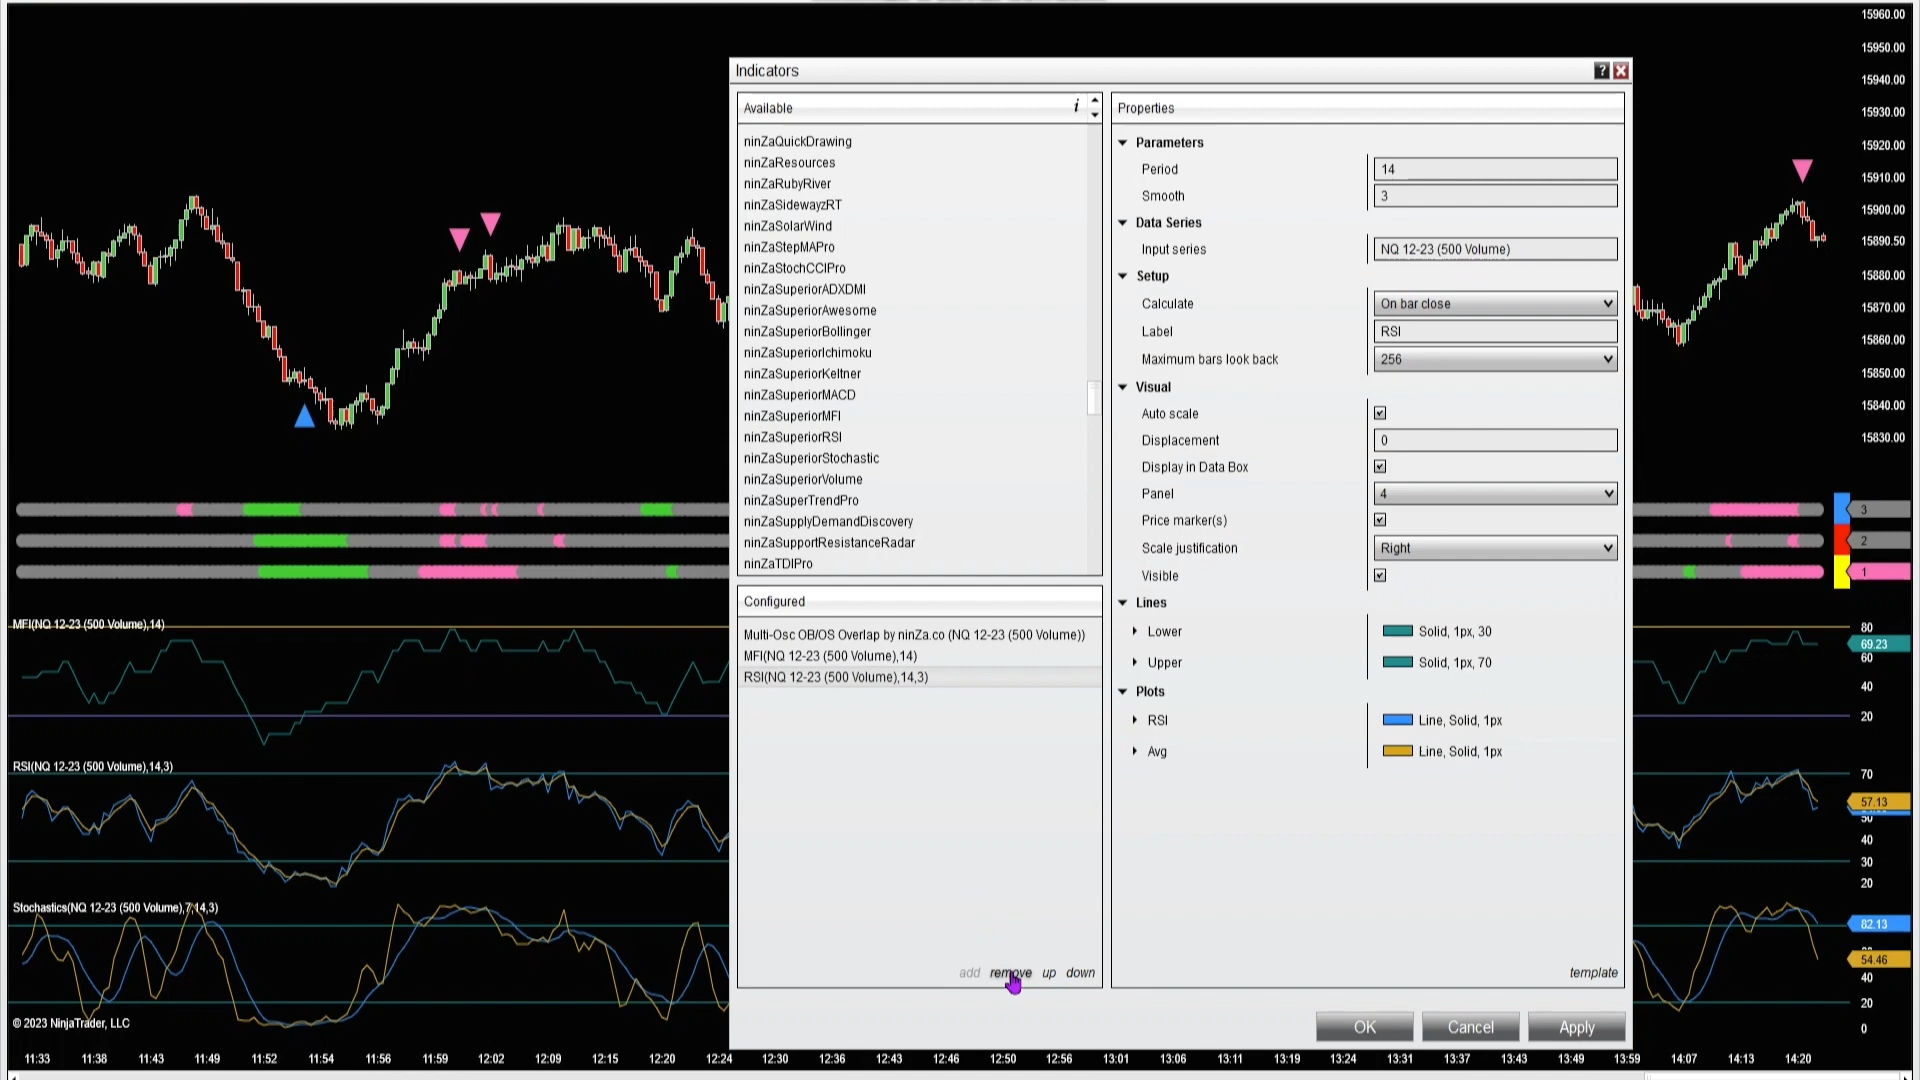 Indicators
?
Available
i
ninZaQuickDrawing
ninZaResources
ninZaRubyRiver
ninZaSidewayzRT
ninZaSolarWind
ninZaStepMAPro
ninZaStochCCIPro
ninZaSuperiorADXDMI
ninZaSuperiorAwesome
ninZaSuperiorBollinger
ninZaSuperiorIchimoku
ninZaSuperiorKeltner
ninZaSuperiorMACD
ninZaSuperiorMFI
ninZaSuperiorRSI
ninZaSuperiorStochastic
ninZaSuperiorVolume
ninZaSuperTrendPro
ninZaSupplyDemandDiscovery
ninZaSupportResistanceRadar
ninZaTDIPro
Configured
Multi-Osc OB/OS Overlap by ninZa.co (NQ 12-23 (500 Volume))
MFI(NQ 12-23 (500 Volume),14)
RSI(NQ 12-23 (500 Volume),14,3)
add remove up down
Properties
Parameters
Period 14
Smooth 3
Data Series
Input series NQ 12-23 (500 Volume)
Setup
Calculate On bar close
Label RSI
Maximum bars look back 256
Visual
Auto scale
Displacement 0
Display in Data Box
Panel 4
Price marker(s)
Scale justification Right
Visible
Lines
Lower Solid, 1px, 30
Upper Solid, 1px, 70
Plots
RSI Line, Solid, 1px
Avg Line, Solid, 1px
template
OK Cancel Apply
MFI(NQ 12-23 (500 Volume),14)
RSI(NQ 12-23 (500 Volume),14,3)
Stochastics(NQ 12-23 (500 Volume),7,14,3)
© 2023 NinjaTrader, LLC
15960.00
15950.00
15940.00
15930.00
15920.00
15910.00
15900.00
15890.50
15880.00
15870.00
15860.00
15850.00
15840.00
15830.00
3
2
1
80
69.23
60
40
20
70
57.13
50
40
30
20
82.13
54.46
40
20
0
11:33 11:38 11:43 11:49 11:52 11:54 11:56 11:59 12:02 12:09 12:15 12:20 12:24 12:30 12:36 12:43 12:46 12:50 12:56 13:01 13:06 13:11 13:19 13:24 13:31 13:37 13:43 13:49 13:59 14:07 14:13 14:20